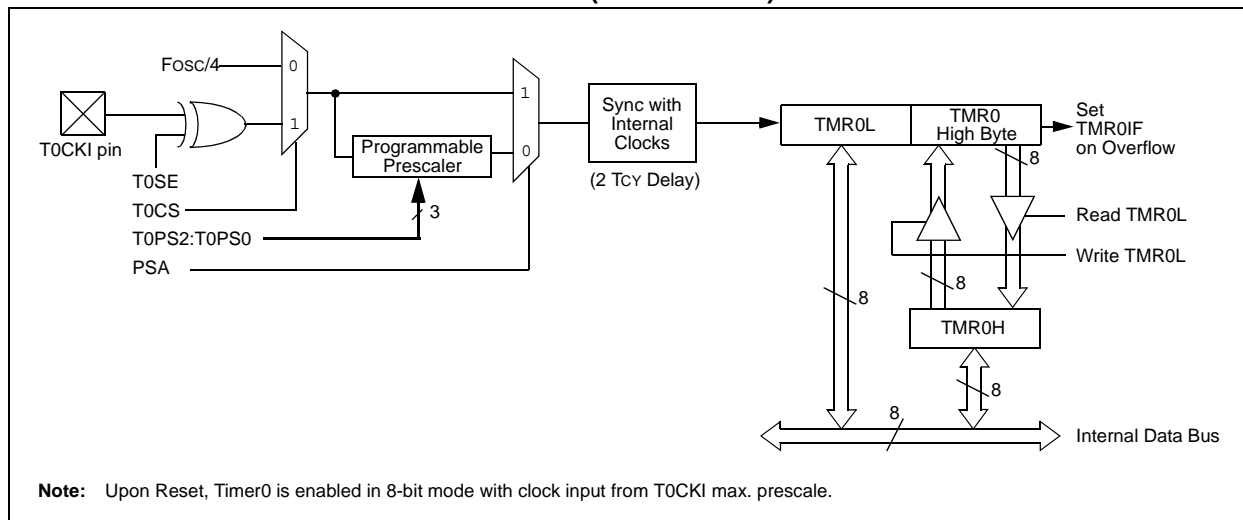 FOSC/4
0
1
T0CKI pin
T0SE
T0CS
T0PS2:T0PS0
PSA
Programmable
Prescaler
3
1
0
Sync with
Internal
Clocks
(2 TCY Delay)
TMR0L
TMR0
High Byte
Set
TMR0IF
on Overflow
8
Read TMR0L
Write TMR0L
8
8
TMR0H
8
8
Internal Data Bus
Note: Upon Reset, Timer0 is enabled in 8-bit mode with clock input from T0CKI max. prescale.